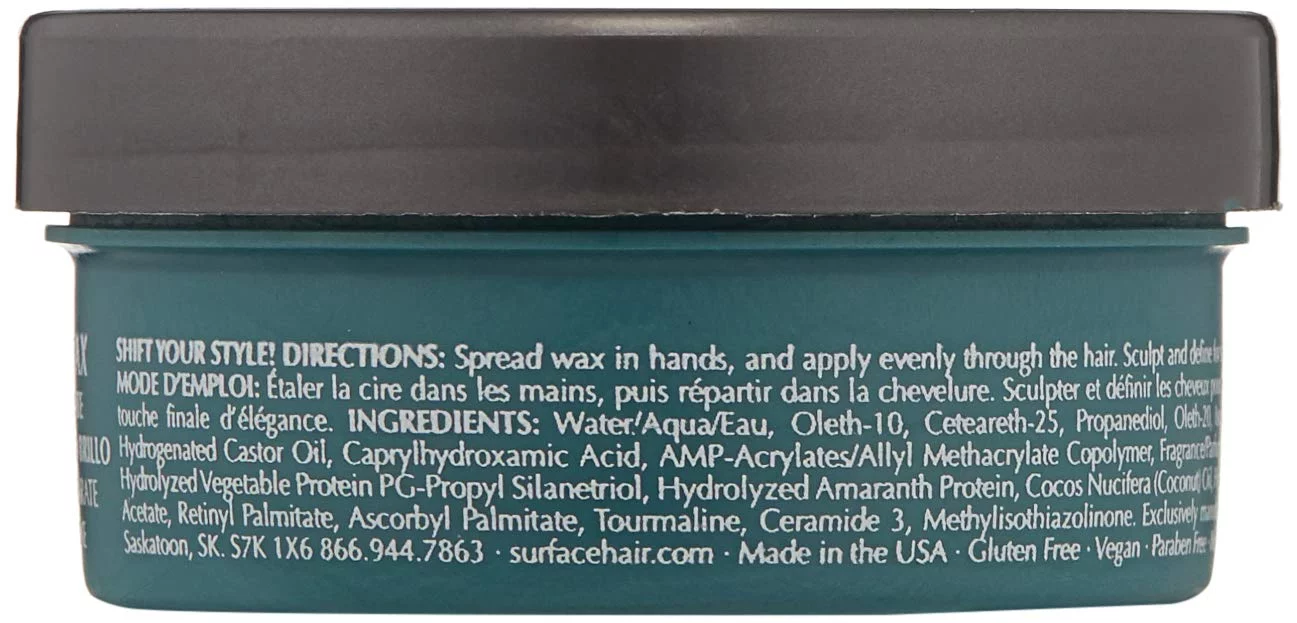 SHIFT YOUR STYLE! DIRECTIONS: Spread wax in hands, and apply evenly through the hair. Sculpt and define
MODE D'EMPLOI: Étaler la cire dans les mains, puis répartir dans la chevelure. Sculpter et définir les cheveux
touche finale d'élégance. INGREDIENTS: Water/Aqua/Eau, Oleth-10, Ceteareth-25, Propanediol, Oleth-20,
Hydrogenated Castor Oil, Caprylhydroxamic Acid, AMP-Acrylates/Allyl Methacrylate Copolymer,
Hydrolyzed Vegetable Protein PG-Propyl Silanetriol, Hydrolyzed Amaranth Protein, Cocos Nucifera (Coconut) Oil,
Acetate, Retinyl Palmitate, Ascorbyl Palmitate, Tourmaline, Ceramide 3, Methylisothiazolinone. Exclusively
Saskatoon, SK. S7K 1X6 866.944.7863 · surfacehair.com · Made in the USA · Gluten Free · Vegan · Paraben Free